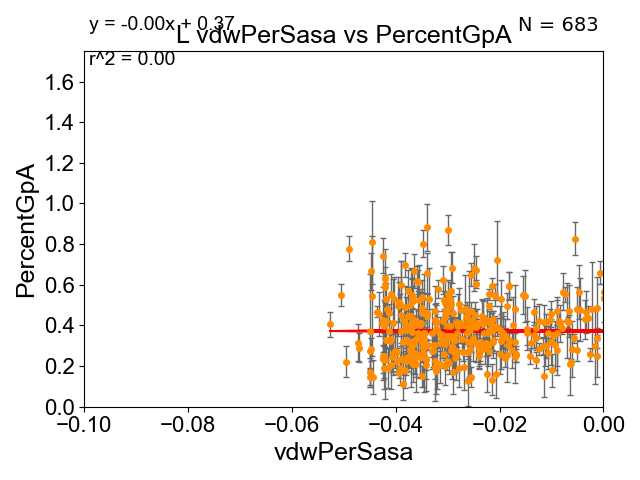 y = -0.00x + 0.37
L vdwPerSasa vs PercentGpA
N = 683
r^2 = 0.00
1.6
1.4
1.2
1.0
0.8
0.6
0.4
0.2
0.0
PercentGpA
−0.10 −0.08 −0.06 −0.04 −0.02 0.00
vdwPerSasa